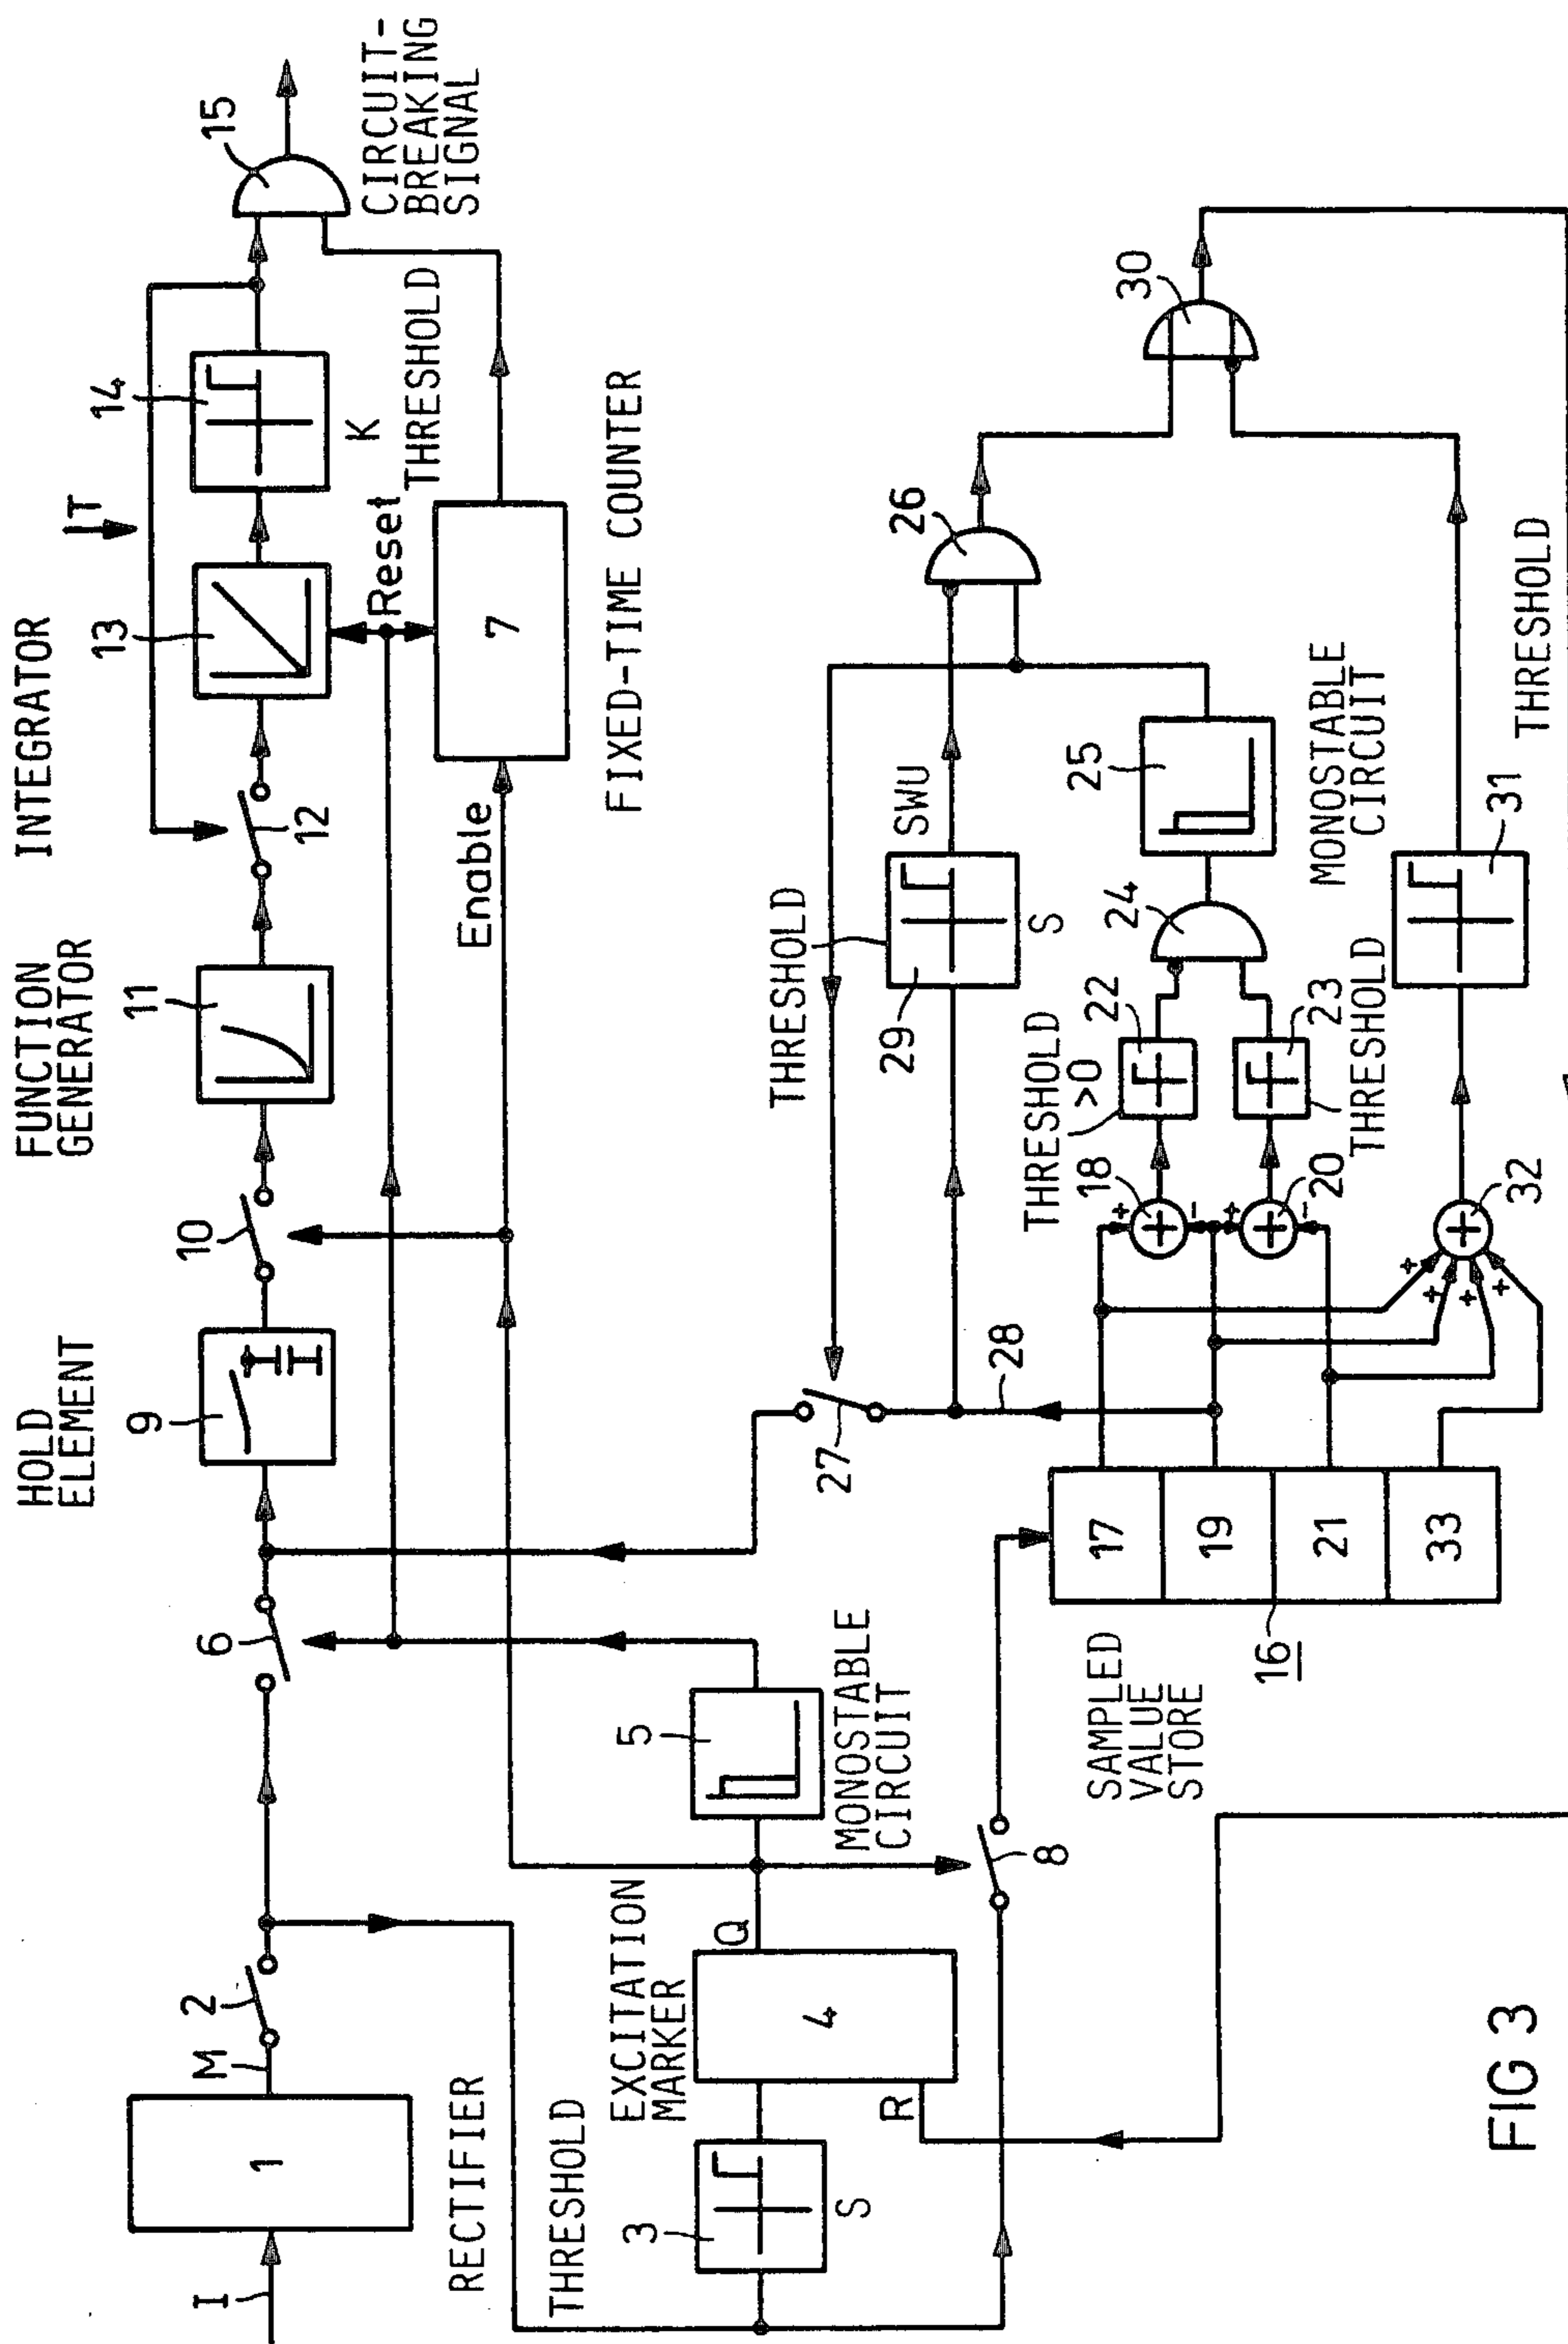 I
1
RECTIFIER
M
2
6
HOLD
ELEMENT
9
10
FUNCTION
GENERATOR
11
INTEGRATOR
12
13
↓T
14
K
THRESHOLD
15
CIRCUIT-
BREAKING
SIGNAL
Reset
Enable
7
FIXED-TIME COUNTER
THRESHOLD
3
S
EXCITATION
MARKER
4
Q
R
5
MONOSTABLE
CIRCUIT
8
SAMPLED
VALUE
STORE
16
17
19
21
33
27
28
THRESHOLD
29
S
SWU
26
30
THRESHOLD
>0
18
+
-
22
24
25
MONOSTABLE
CIRCUIT
20
+
-
23
THRESHOLD
32
+
+
+
+
31
THRESHOLD
FIG 3